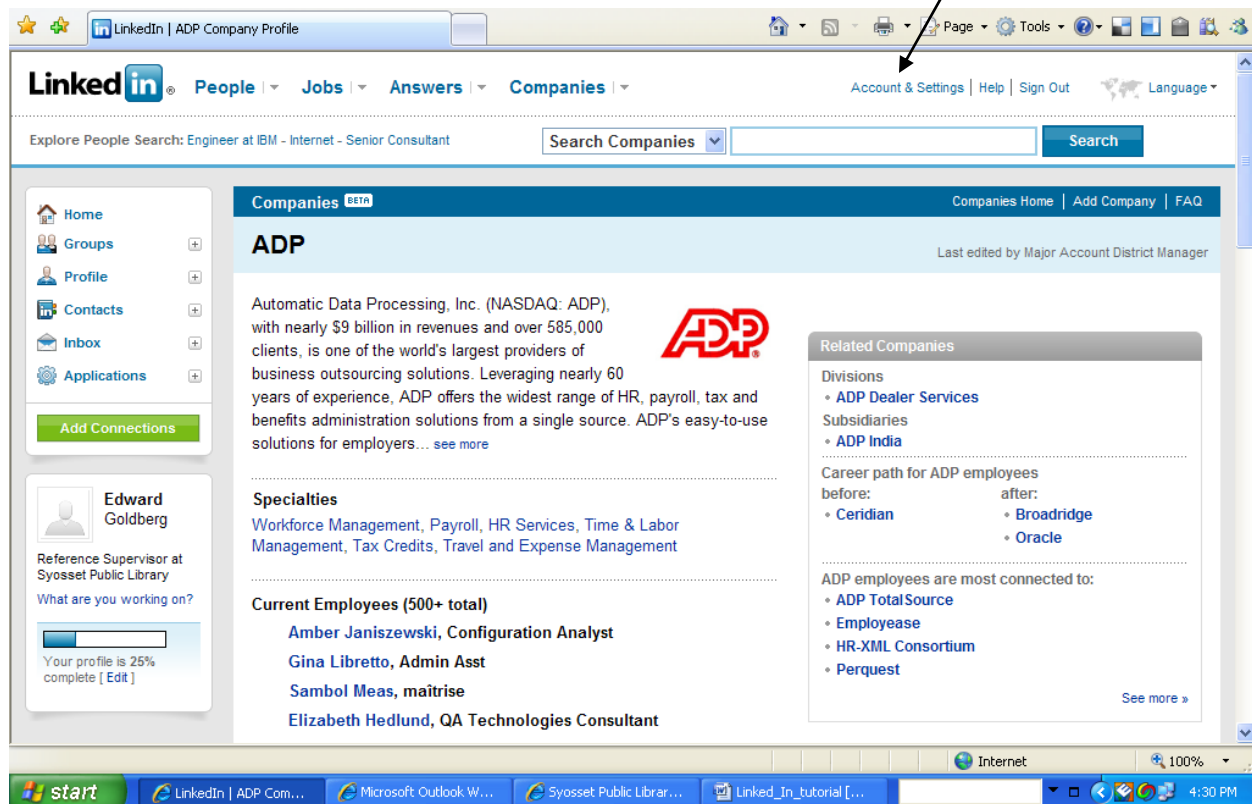 LinkedIn | ADP Company Profile
Page Tools
Linked in ® People Jobs Answers Companies Account & Settings | Help | Sign Out Language
Explore People Search: Engineer at IBM - Internet - Senior Consultant Search Companies Search
Home
Groups
Profile
Contacts
Inbox
Applications
Add Connections
Edward
Goldberg
Reference Supervisor at
Syosset Public Library
What are you working on?
Your profile is 25%
complete [ Edit ]
Companies BETA Companies Home | Add Company | FAQ
ADP Last edited by Major Account District Manager
Automatic Data Processing, Inc. (NASDAQ: ADP),
with nearly $9 billion in revenues and over 585,000
clients, is one of the world's largest providers of
business outsourcing solutions. Leveraging nearly 60
years of experience, ADP offers the widest range of HR, payroll, tax and
benefits administration solutions from a single source. ADP's easy-to-use
solutions for employers... see more
ADP®
Specialties
Workforce Management, Payroll, HR Services, Time & Labor
Management, Tax Credits, Travel and Expense Management
Current Employees (500+ total)
Amber Janiszewski, Configuration Analyst
Gina Libretto, Admin Asst
Sambol Meas, maîtrise
Elizabeth Hedlund, QA Technologies Consultant
Related Companies
Divisions
• ADP Dealer Services
Subsidiaries
• ADP India
Career path for ADP employees
before: after:
• Ceridian • Broadridge
• Oracle
ADP employees are most connected to:
• ADP TotalSource
• Employease
• HR-XML Consortium
• Perquest
See more »
Internet 100%
start LinkedIn | ADP Com... Microsoft Outlook W... Syosset Public Librar... Linked_In_tutorial [... 4:30 PM